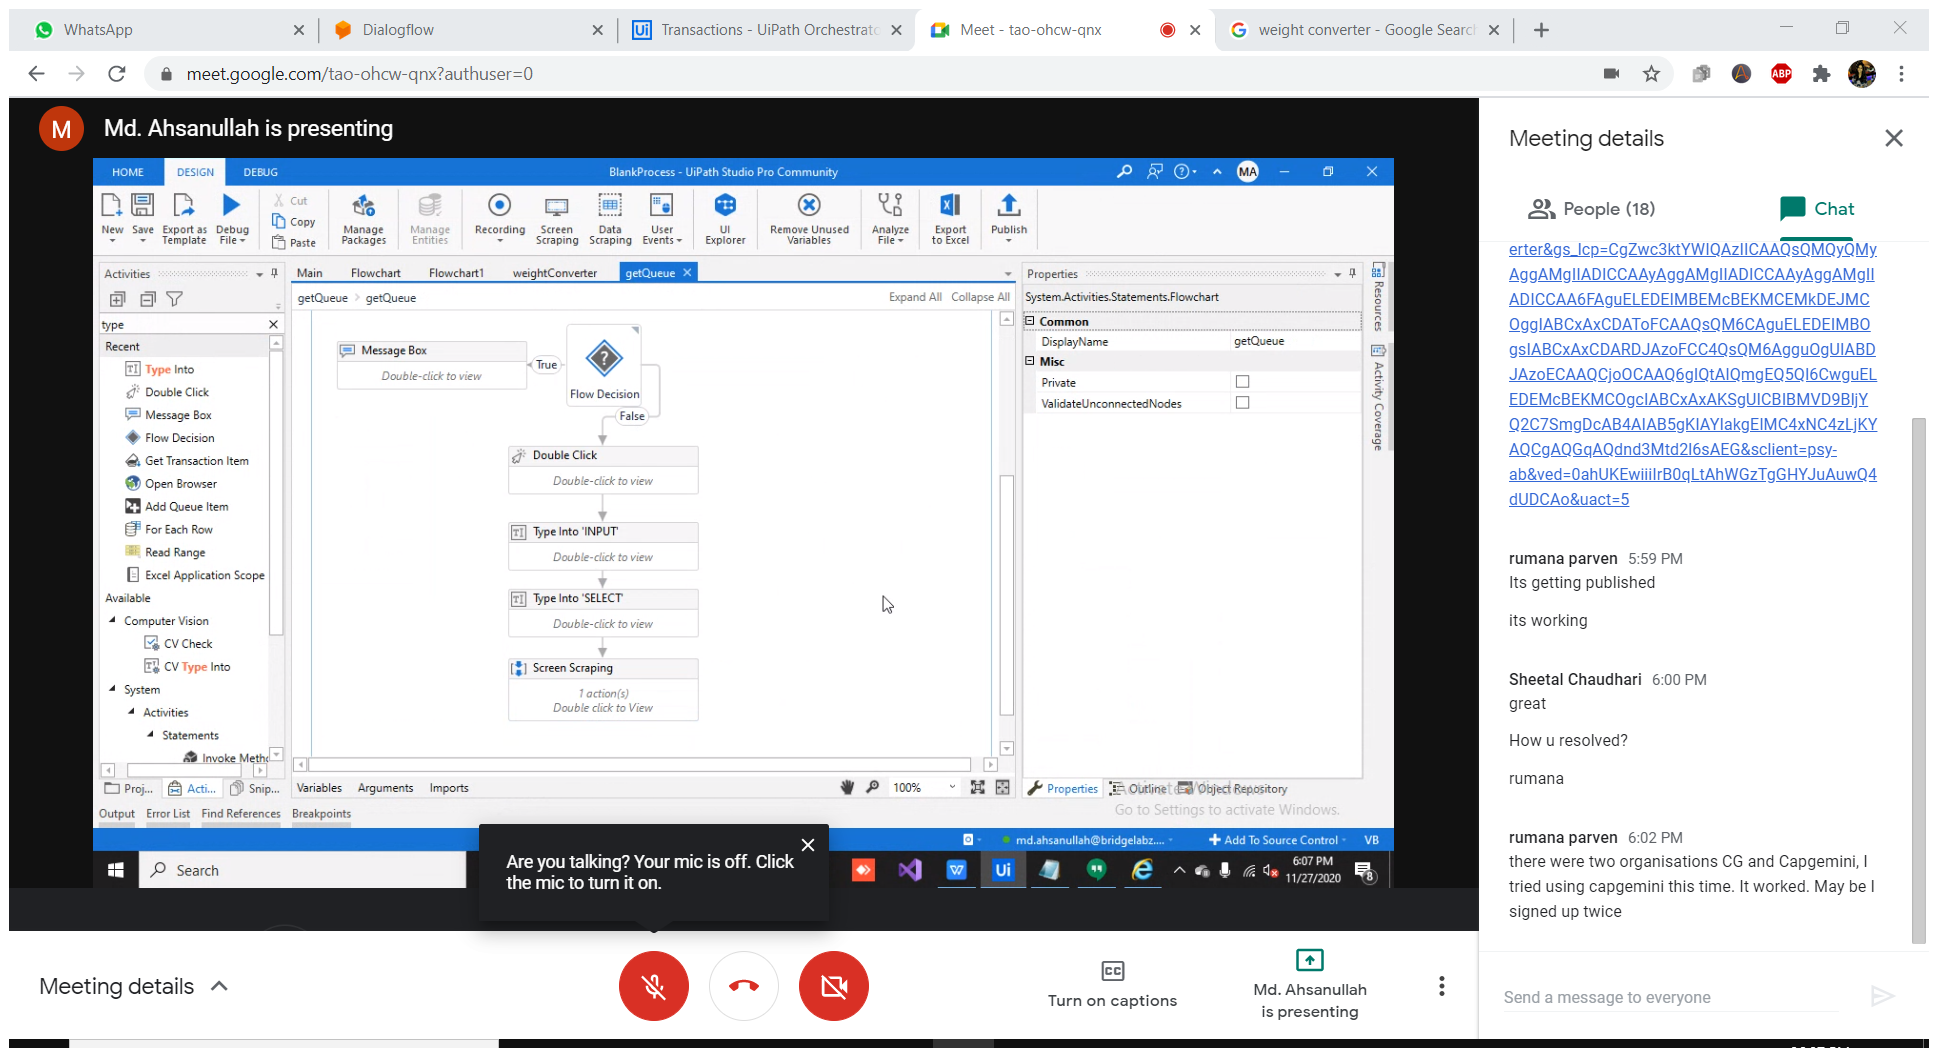 WhatsApp
Dialogflow
Transactions - UiPath Orchestrato
Meet - tao-ohcw-qnx
weight converter - Google Search
meet.google.com/tao-ohcw-qnx?authuser=0
ABP
M
Md. Ahsanullah is presenting
HOME
DESIGN
DEBUG
BlankProcess - UiPath Studio Pro Community
MA
New
Save
Export as Template
Debug File
Cut
Copy
Paste
Manage Packages
Manage Entities
Recording
Screen Scraping
Data Scraping
User Events
UI Explorer
Remove Unused Variables
Analyze File
Export to Excel
Publish
Activities
type
Recent
Type Into
Double Click
Message Box
Flow Decision
Get Transaction Item
Open Browser
Add Queue Item
For Each Row
Read Range
Excel Application Scope
Available
Computer Vision
CV Check
CV Type Into
System
Activities
Statements
Invoke Metho
Proj...
Acti...
Snip...
Main
Flowchart
Flowchart1
weightConverter
getQueue
getQueue > getQueue
Expand All
Collapse All
Message Box
Double-click to view
True
Flow Decision
False
Double Click
Double-click to view
Type Into 'INPUT'
Double-click to view
Type Into 'SELECT'
Double-click to view
Screen Scraping
1 action(s)
Double click to View
Variables
Arguments
Imports
100%
Properties
System.Activities.Statements.Flowchart
Common
DisplayName
getQueue
Misc
Private
ValidateUnconnectedNodes
Resources
Activity Coverage
Properties
Outline
Object Repository
Activate Windows
Go to Settings to activate Windows.
Output
Error List
Find References
Breakpoints
md.ahsanullah@bridgelabz....
Add To Source Control
VB
Search
Ui
6:07 PM
11/27/2020
8
Are you talking? Your mic is off. Click
the mic to turn it on.
Meeting details
Turn on captions
Md. Ahsanullah
is presenting
Meeting details
People (18)
Chat
rumana parven 5:59 PM
Its getting published
its working
Sheetal Chaudhari 6:00 PM
great
How u resolved?
rumana
rumana parven 6:02 PM
there were two organisations CG and Capgemini, I
tried using capgemini this time. It worked. May be I
signed up twice
Send a message to everyone